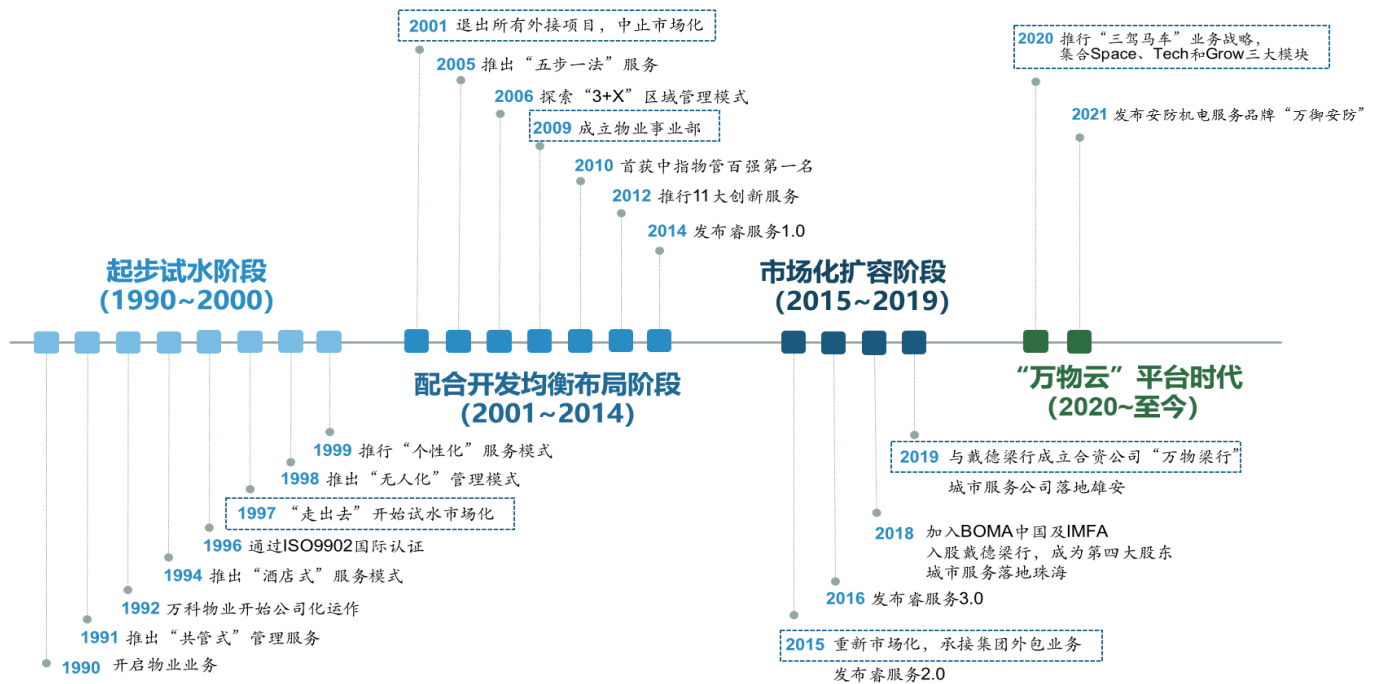 起步试水阶段
(1990~2000)
1990 开启物业业务
1991 推出“共管式”管理服务
1992 万科物业开始公司化运作
1994 推出“酒店式”服务模式
1996 通过ISO9902国际认证
1997 “走出去”开始试水市场化
1998 推出“无人化”管理模式
1999 推行“个性化”服务模式
2001 退出所有外接项目，中止市场化
2005 推出“五步一法”服务
2006 探索“3+X”区域管理模式
2009 成立物业事业部
2010 首获中指物管百强第一名
2012 推行11大创新服务
2014 发布睿服务1.0
配合开发均衡布局阶段
(2001~2014)
市场化扩容阶段
(2015~2019)
2015 重新市场化，承接集团外包业务
发布睿服务2.0
2016 发布睿服务3.0
2018 加入BOMA中国及IMFA
入股戴德梁行，成为第四大股东
城市服务落地珠海
2019 与戴德梁行成立合资公司“万物梁行”
城市服务公司落地雄安
2020 推行“三驾马车”业务战略，
集合Space、Tech和Grow三大模块
2021 发布安防机电服务品牌“万御安防”
“万物云”平台时代
(2020~至今)